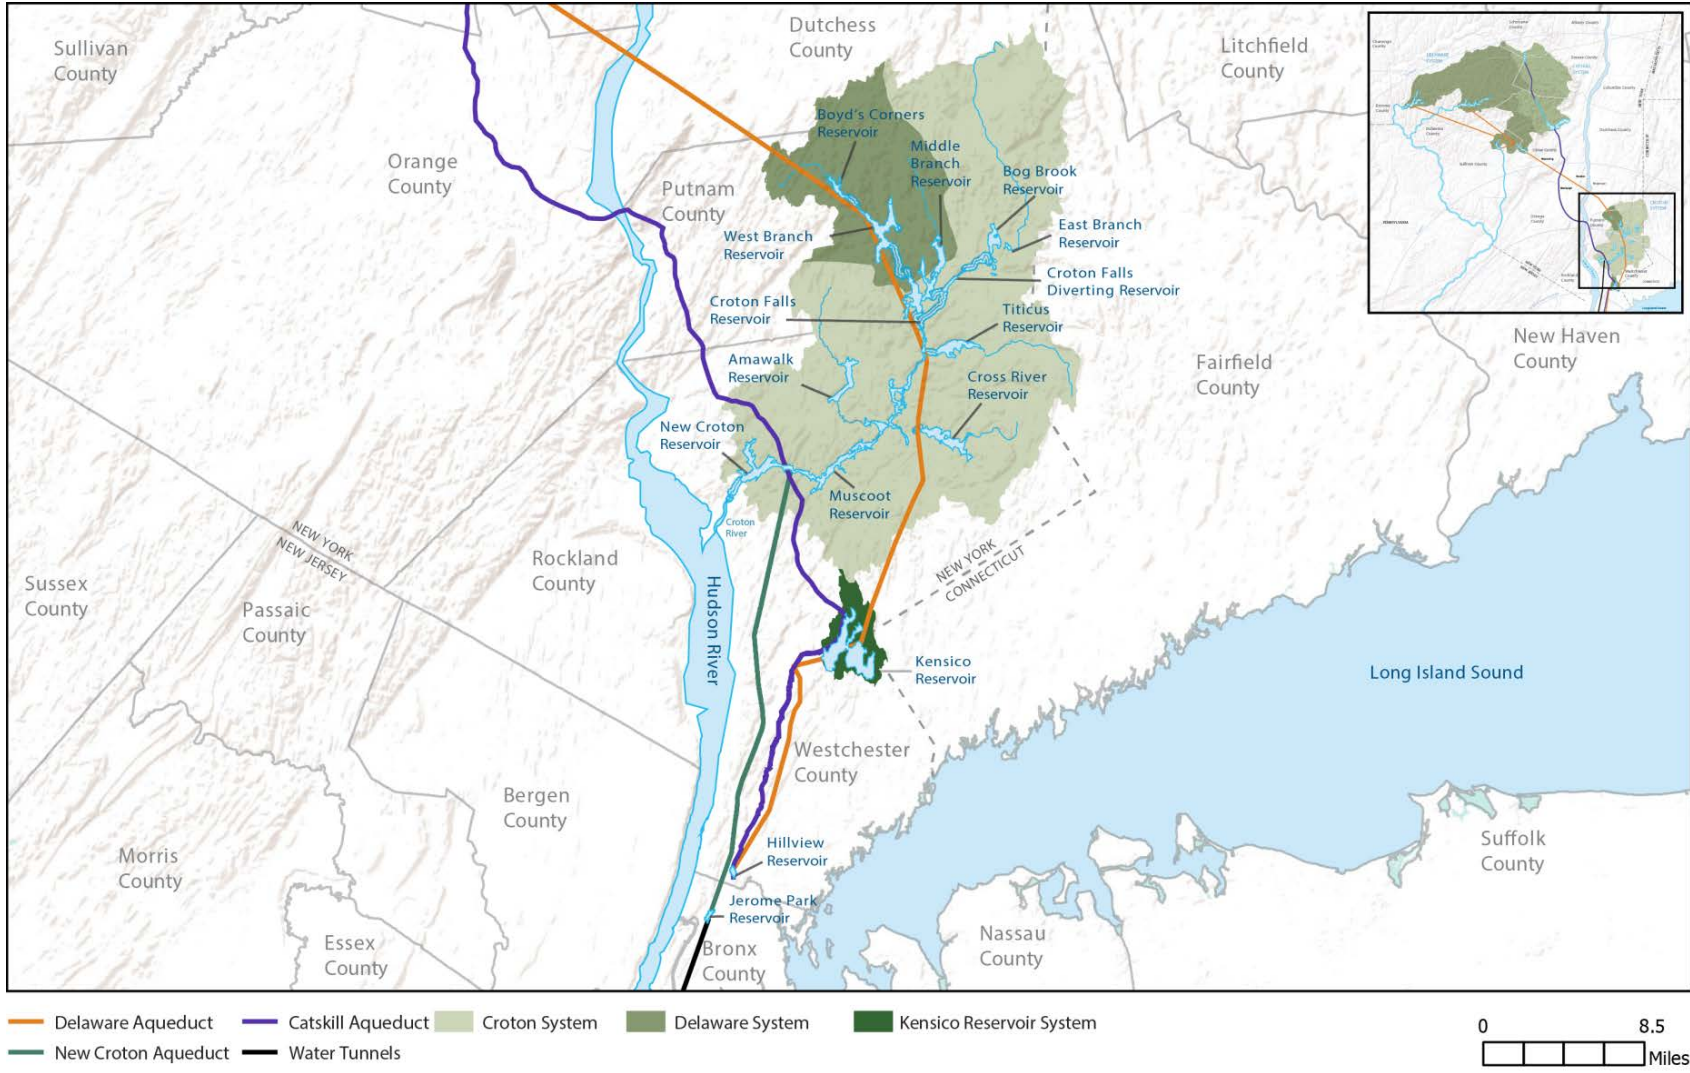 Sullivan
County
Dutchess
County
Litchfield
County
Orange
County
Putnam
County
Boyd's Corners
Reservoir
Middle
Branch
Reservoir
Bog Brook
Reservoir
West Branch
Reservoir
East Branch
Reservoir
Croton Falls
Diverting Reservoir
Croton Falls
Reservoir
Titicus
Reservoir
New Haven
County
Fairfield
County
Amawalk
Reservoir
Cross River
Reservoir
New Croton
Reservoir
Muscoot
Reservoir
Croton
River
NEW YORK
NEW JERSEY
NEW YORK
CONNECTICUT
Rockland
County
Sussex
County
Passaic
County
Hudson River
Kensico
Reservoir
Long Island Sound
Westchester
County
Bergen
County
Hillview
Reservoir
Morris
County
Suffolk
County
Jerome Park
Reservoir
Essex
County
Bronx
County
Nassau
County
Delaware Aqueduct
Catskill Aqueduct
Croton System
Delaware System
Kensico Reservoir System
New Croton Aqueduct
Water Tunnels
0 8.5
Miles